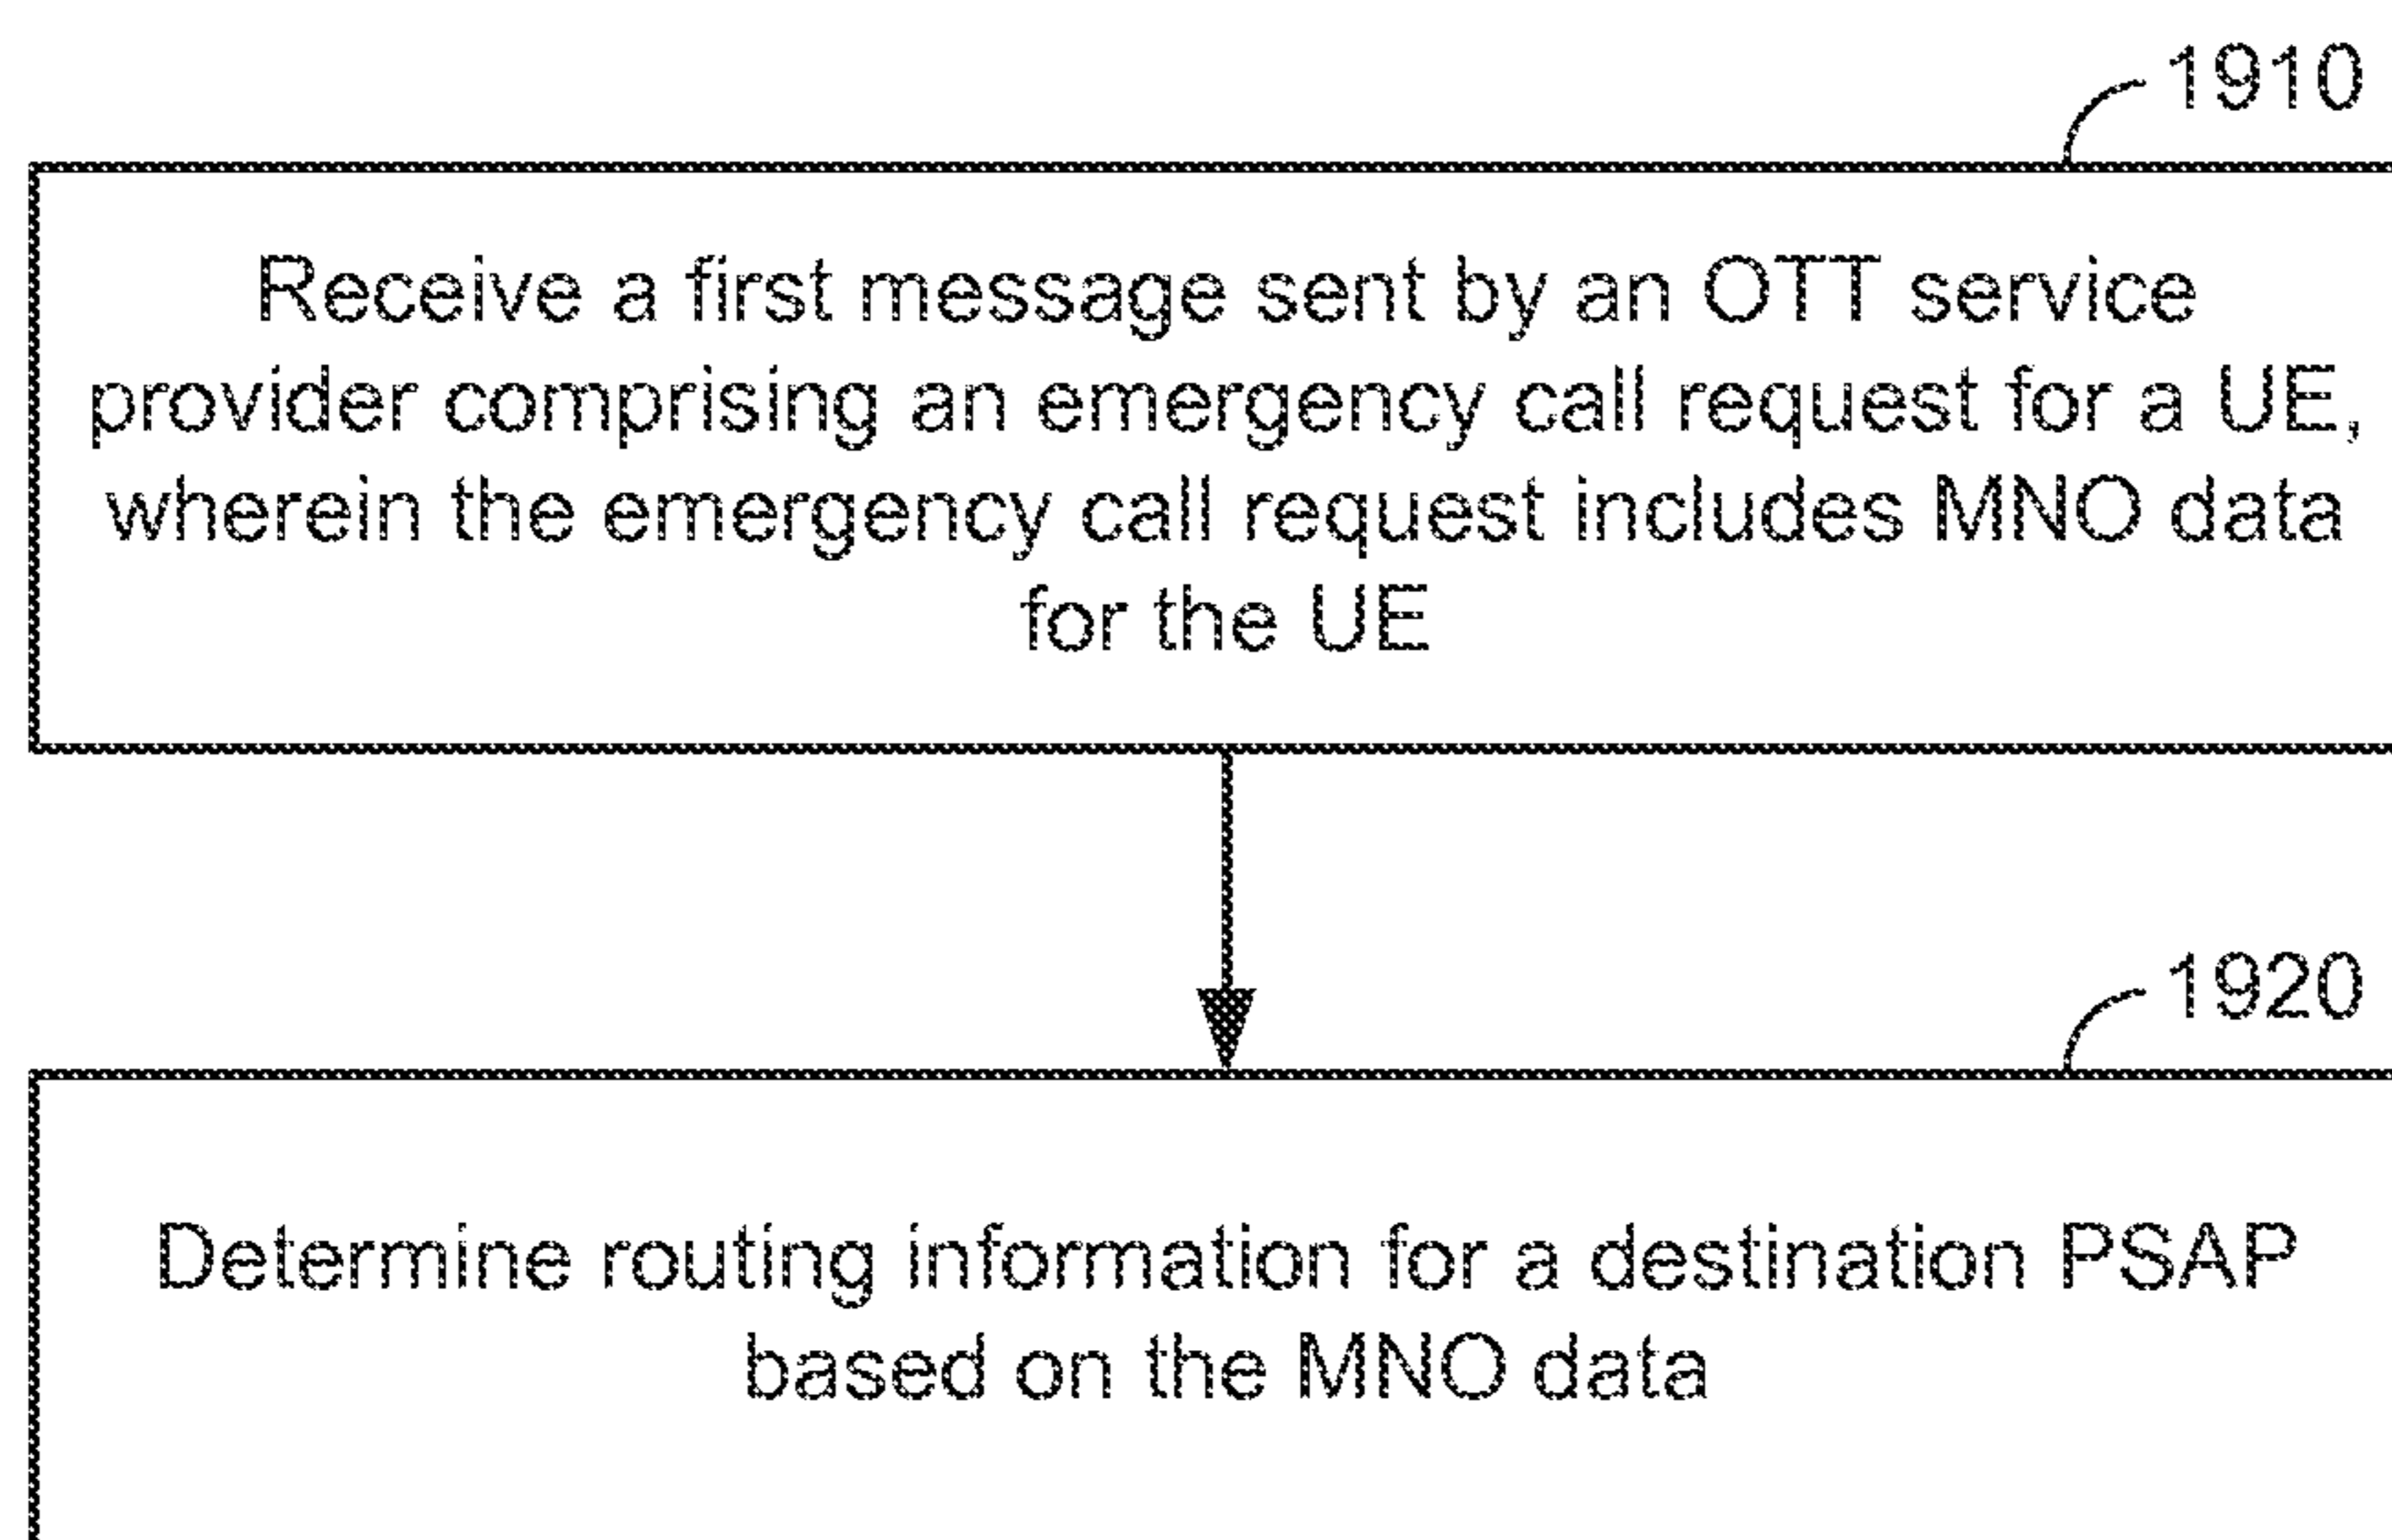 1910
Receive a first message sent by an OTT service
provider comprising an emergency call request for a UE,
wherein the emergency call request includes MNO data
for the UE
1920
Determine routing information for a destination PSAP
based on the MNO data